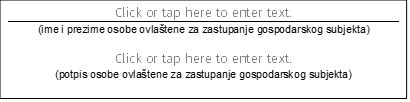 Click or tap here to enter text.
(ime i prezime osobe ovlaštene za zastupanje gospodarskog subjekta)
Click or tap here to enter text.
(potpis osobe ovlaštene za zastupanje gospodarskog subjekta)